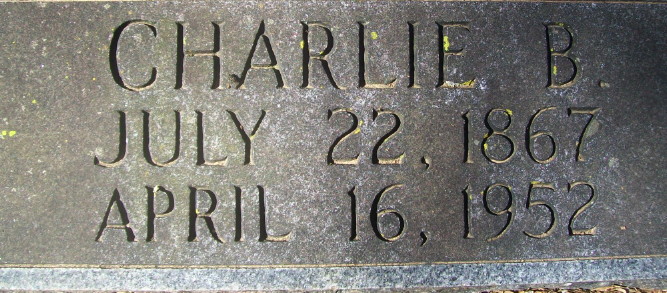 CHARLIE B.
JULY 22, 1867
APRIL 16, 1952